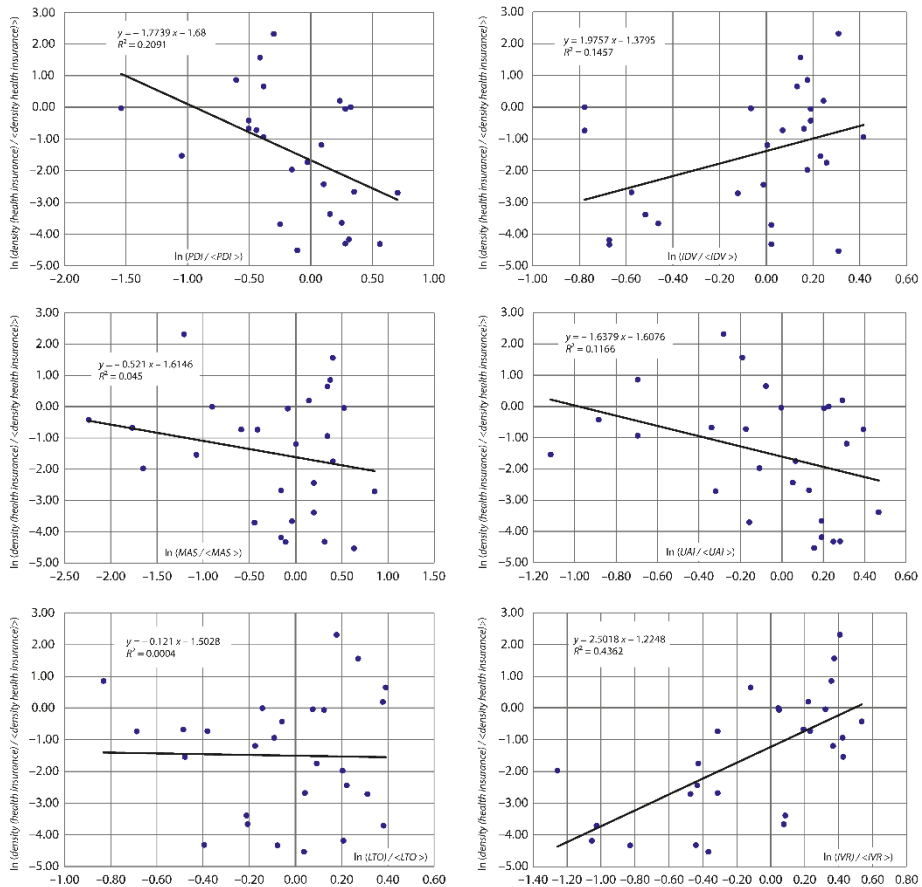 ln (density (health insurance) / <density health insurance)>)
3.00
2.00
1.00
0.00
−1.00
−2.00
−3.00
−4.00
−5.00
y = − 1.7739 x − 1.68
R² = 0.2091
ln (PDI / <PDI >)
−2.00 −1.50 −1.00 −0.50 0.00 0.50 1.00
ln (density (health insurance) / <density health insurance)>)
3.00
2.00
1.00
0.00
−1.00
−2.00
−3.00
−4.00
−5.00
y = 1.9757 x − 1.3795
R² − 0.1457
ln (IDV / <IDV >)
−1.00 −0.80 −0.60 −0.40 −0.20 0.00 0.20 0.40 0.60
ln (density (health insurance) / <density health insurance)>)
3.00
2.00
1.00
0.00
−1.00
−2.00
−3.00
−4.00
−5.00
y = − 0.521 x − 1.6146
R² = 0.045
ln (MAS / <MAS >)
−2.50 −2.00 −1.50 −1.00 −0.50 0.00 0.50 1.00 1.50
ln (density (health insurance) / <density health insurance)>)
3.00
2.00
1.00
0.00
−1.00
−2.00
−3.00
−4.00
−5.00
y = − 1.6379 x − 1.6076
R² = 0.1166
ln (UAI / <UAI >)
−1.20 −1.00 −0.80 −0.60 −0.40 −0.20 0.00 0.20 0.40 0.60
ln (density (health insurance) / <density health insurance)>)
3.00
2.00
1.00
0.00
−1.00
−2.00
−3.00
−4.00
−5.00
y = − 0.121 x − 1.5028
R² = 0.0004
ln (LTO) / <LTO >)
−1.00 −0.80 −0.60 −0.40 −0.20 0.00 0.20 0.40 0.60
ln (density (health insurance) / <density health insurance)>)
3.00
2.00
1.00
0.00
−1.00
−2.00
−3.00
−4.00
−5.00
y = 2.5018 x − 1.2248
R² = 0.4362
ln (IVR) / <IVR >)
−1.40 −1.20 −1.00 −0.80 −0.60 −0.40 −0.20 0.00 0.20 0.40 0.60 0.80